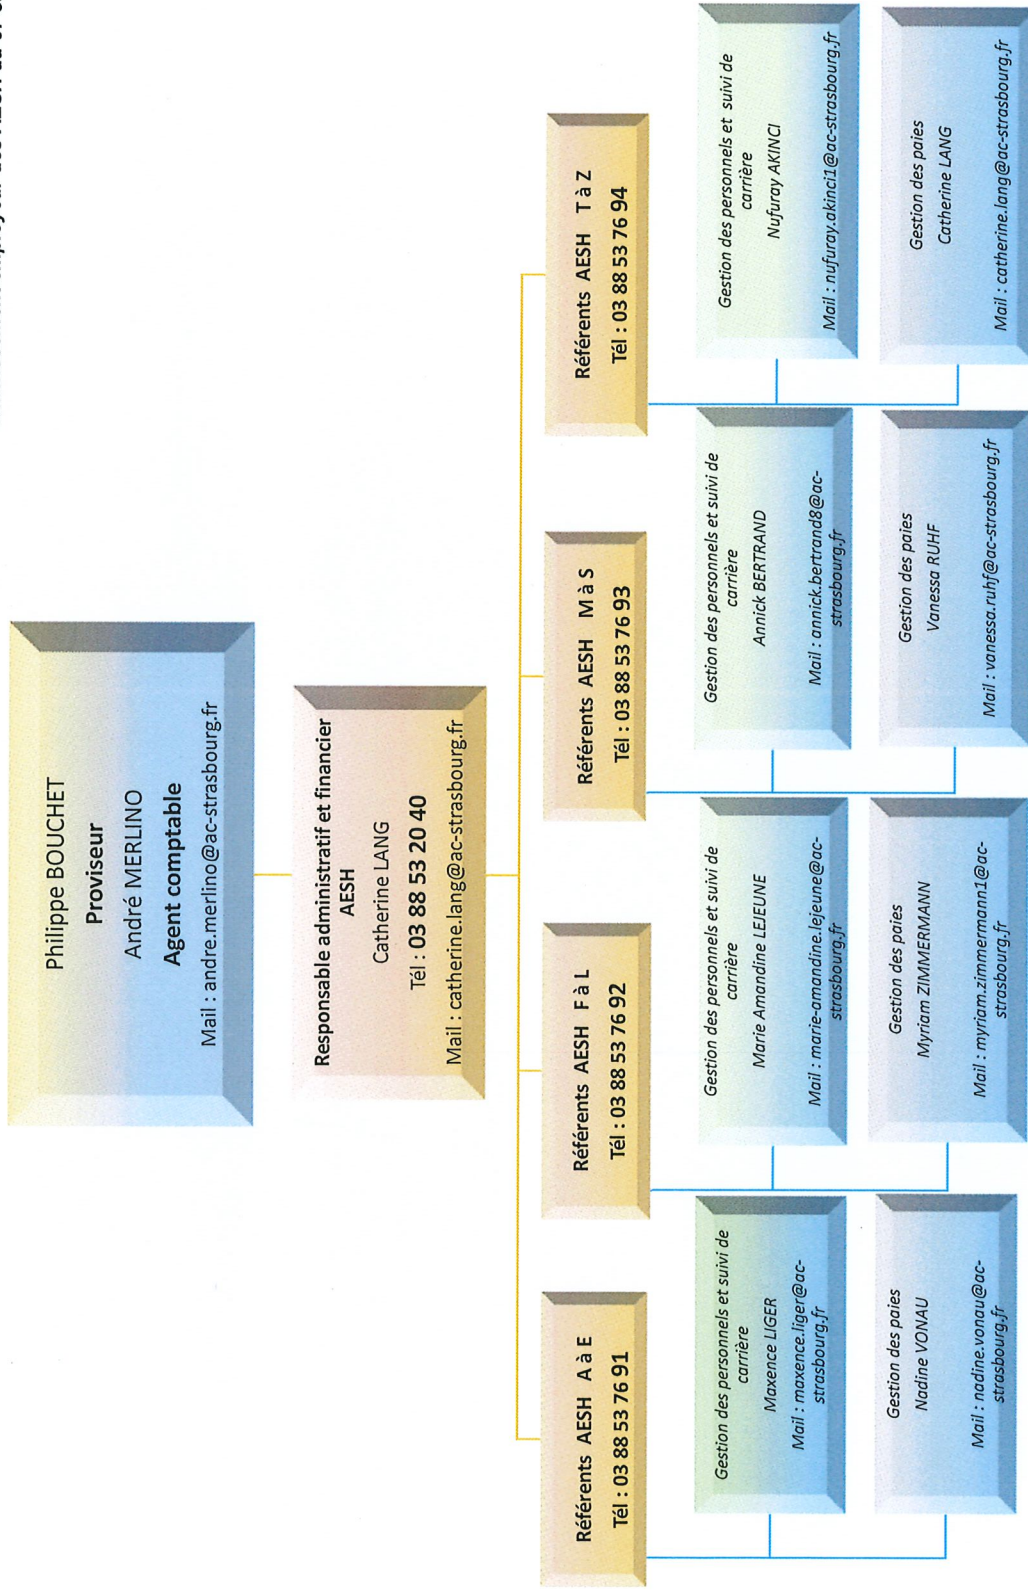 employeur des AESH du
Philippe BOUCHET
Proviseur
André MERLINO
Agent comptable
Mail : andre.merlino@ac-strasbourg.fr
Responsable administratif et financier
AESH
Catherine LANG
Tél : 03 88 53 20 40
Mail : catherine.lang@ac-strasbourg.fr
Référents AESH A à E
Tél : 03 88 53 76 91
Référents AESH F à L
Tél : 03 88 53 76 92
Référents AESH M à S
Tél : 03 88 53 76 93
Référents AESH T à Z
Tél : 03 88 53 76 94
Gestion des personnels et suivi de
carrière
Maxence LIGER
Mail : maxence.liger@ac-
strasbourg.fr
Gestion des personnels et suivi de
carrière
Marie Amandine LEJEUNE
Mail : marie-amandine.lejeune@ac-
strasbourg.fr
Gestion des personnels et suivi de
carrière
Annick BERTRAND
Mail : annick.bertrand8@ac-
strasbourg.fr
Gestion des personnels et suivi de
carrière
Nufuray AKINCI
Mail : nufuray.akinci1@ac-strasbourg.fr
Gestion des paies
Nadine VONAU
Mail : nadine.vonau@ac-
strasbourg.fr
Gestion des paies
Myriam ZIMMERMANN
Mail : myriam.zimmermann1@ac-
strasbourg.fr
Gestion des paies
Vanessa RUHF
Mail : vanessa.ruhf@ac-strasbourg.fr
Gestion des paies
Catherine LANG
Mail : catherine.lang@ac-strasbourg.fr